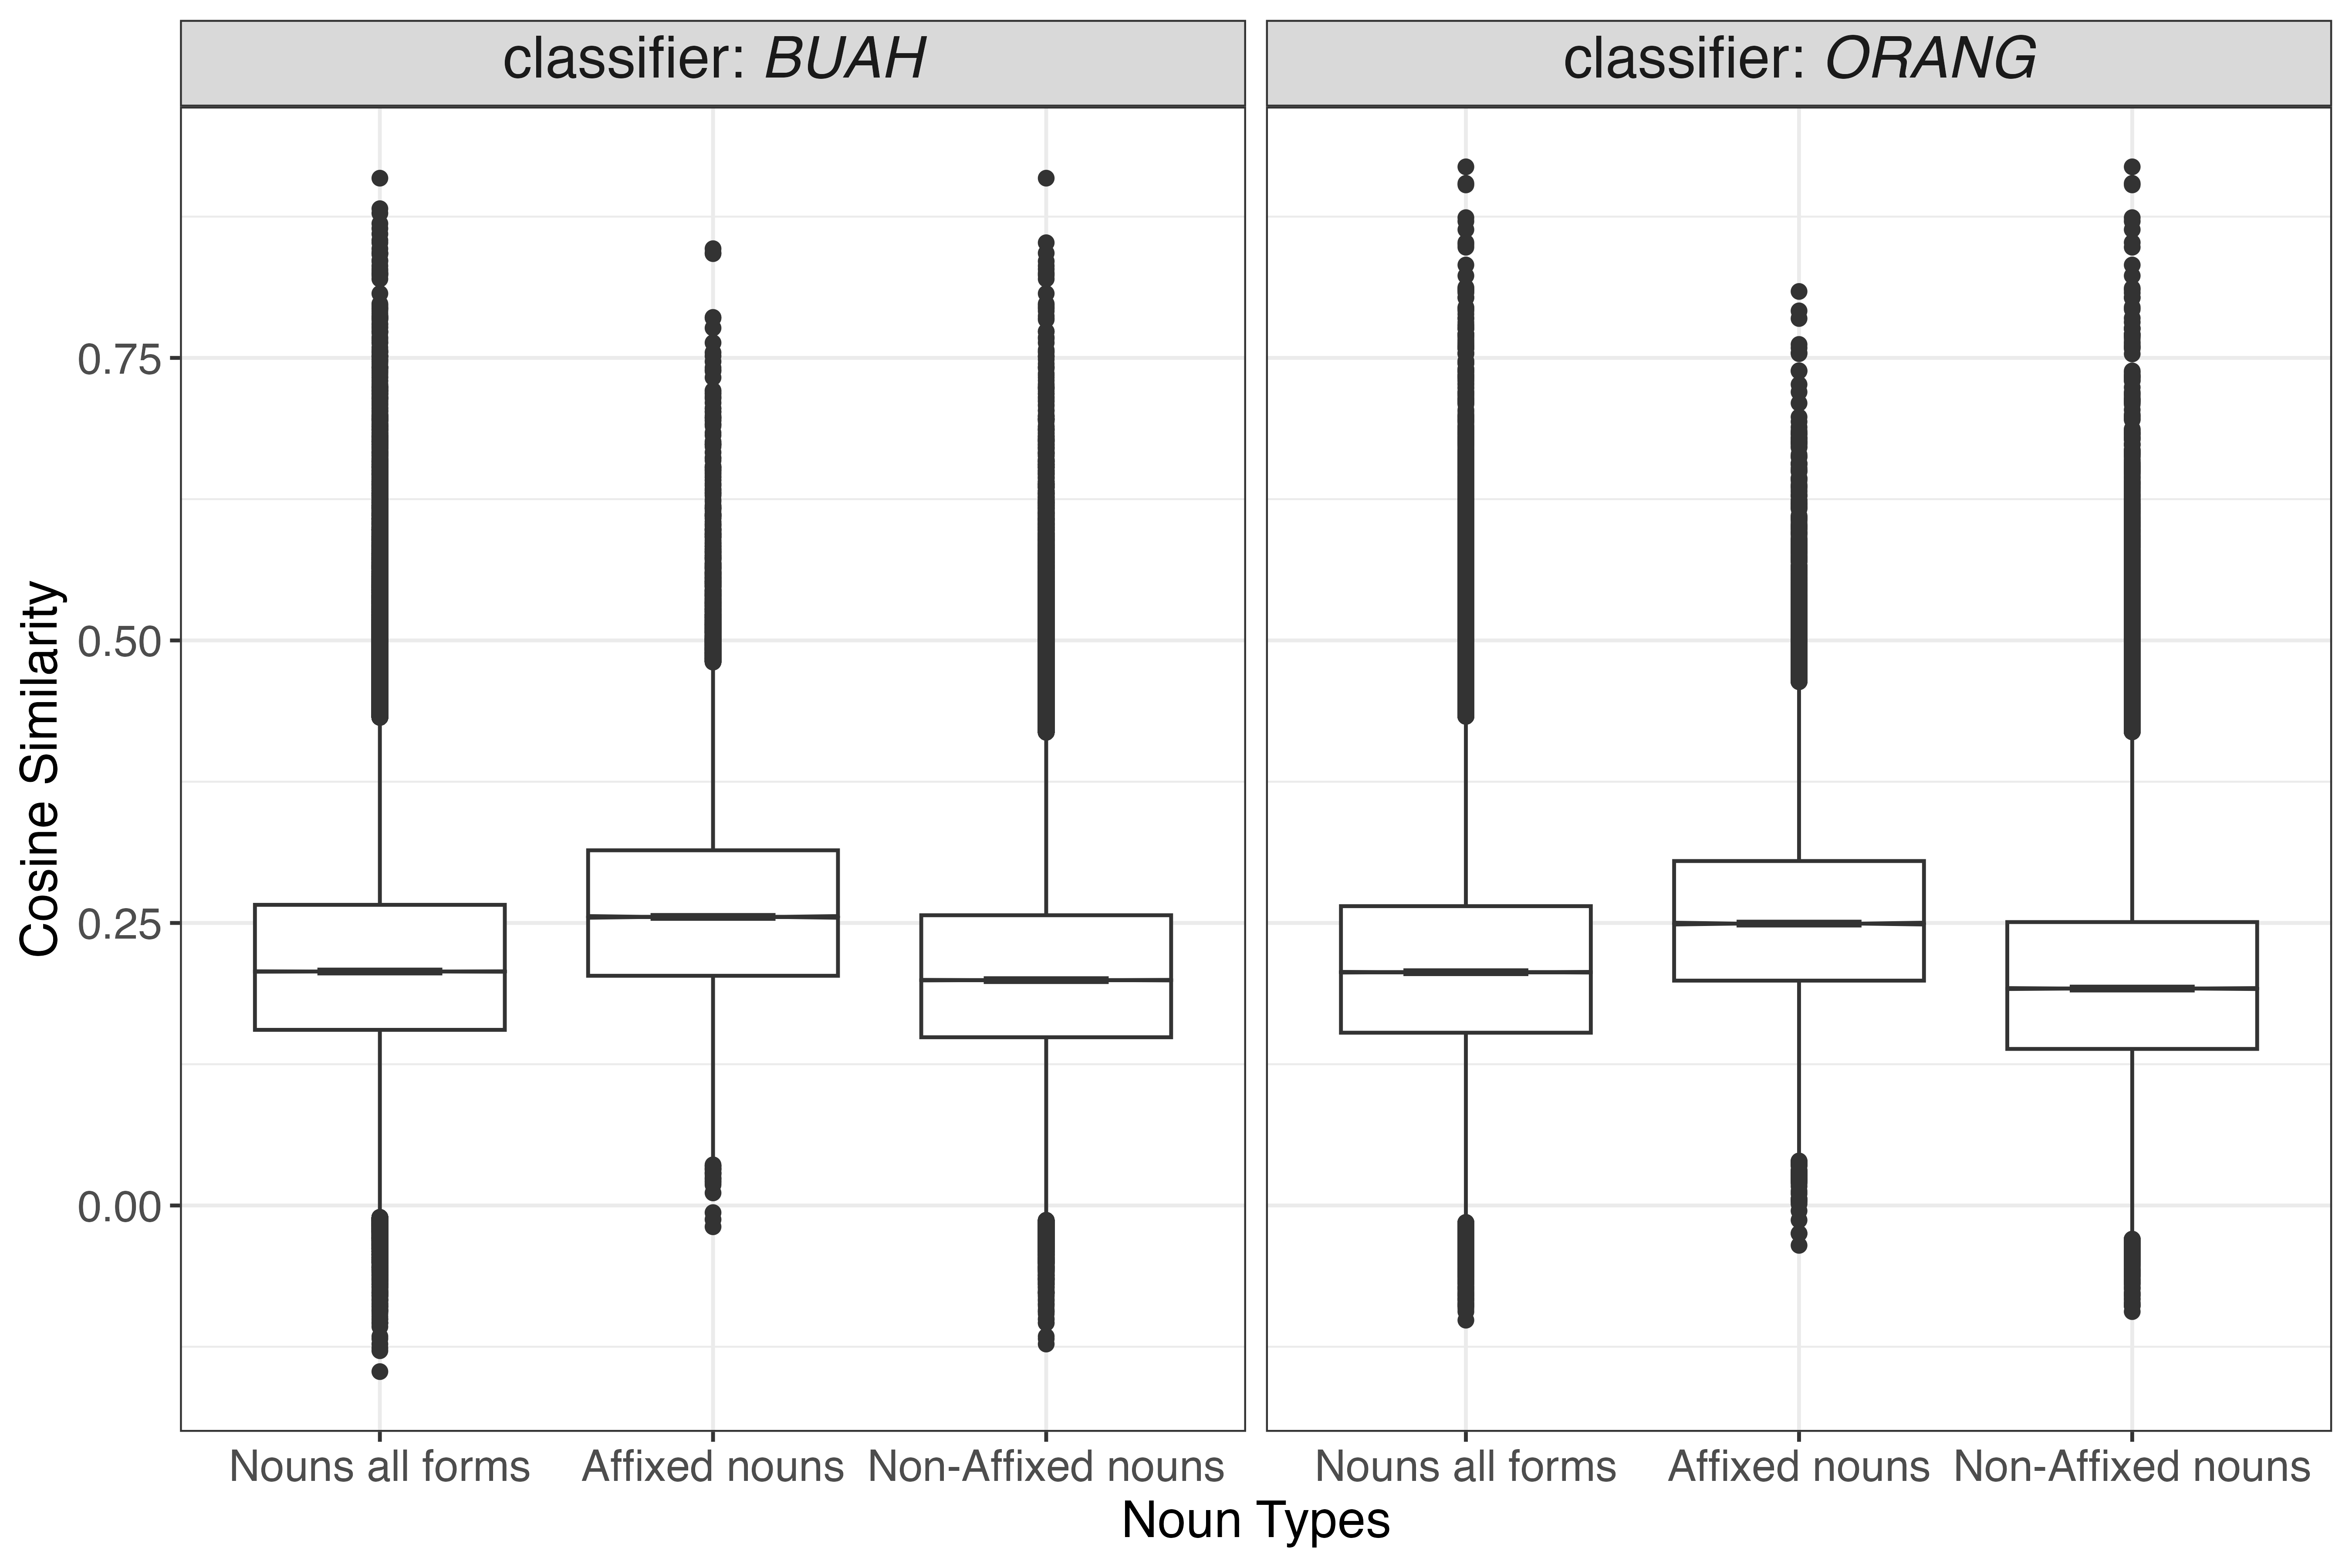 classifier: BUAH
classifier: ORANG
Cosine Similarity
0.75
0.50
0.25
0.00
Nouns all forms
Affixed nouns
Non-Affixed nouns
Nouns all forms
Affixed nouns
Non-Affixed nouns
Noun Types